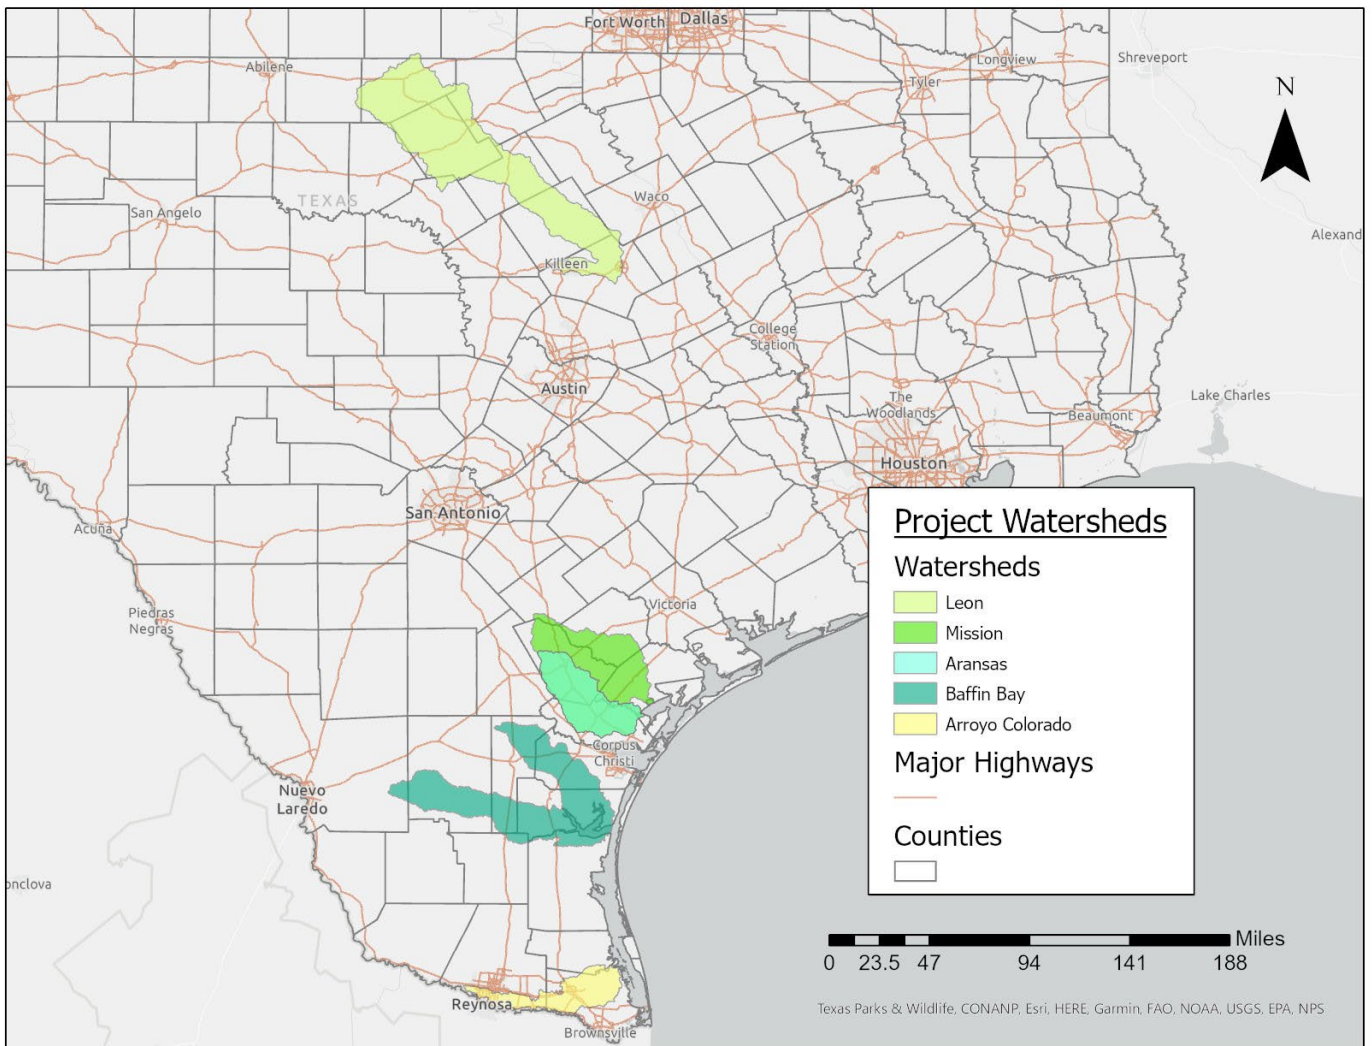 Fort Worth
Dallas
Abilene
Longview
Shreveport
Tyler
N
TEXAS
San Angelo
Waco
Alexand
Killeen
College
Station
Austin
The
Woodlands
Lake Charles
Beaumont
Houston
San Antonio
Acuña
Piedras
Negras
Victoria
Corpus
Christi
Nuevo
Laredo
onclova
Reynosa
Brownsville
Project Watersheds
Watersheds
Leon
Mission
Aransas
Baffin Bay
Arroyo Colorado
Major Highways
Counties
Miles
0 23.5 47 94 141 188
Texas Parks & Wildlife, CONANP, Esri, HERE, Garmin, FAO, NOAA, USGS, EPA, NPS